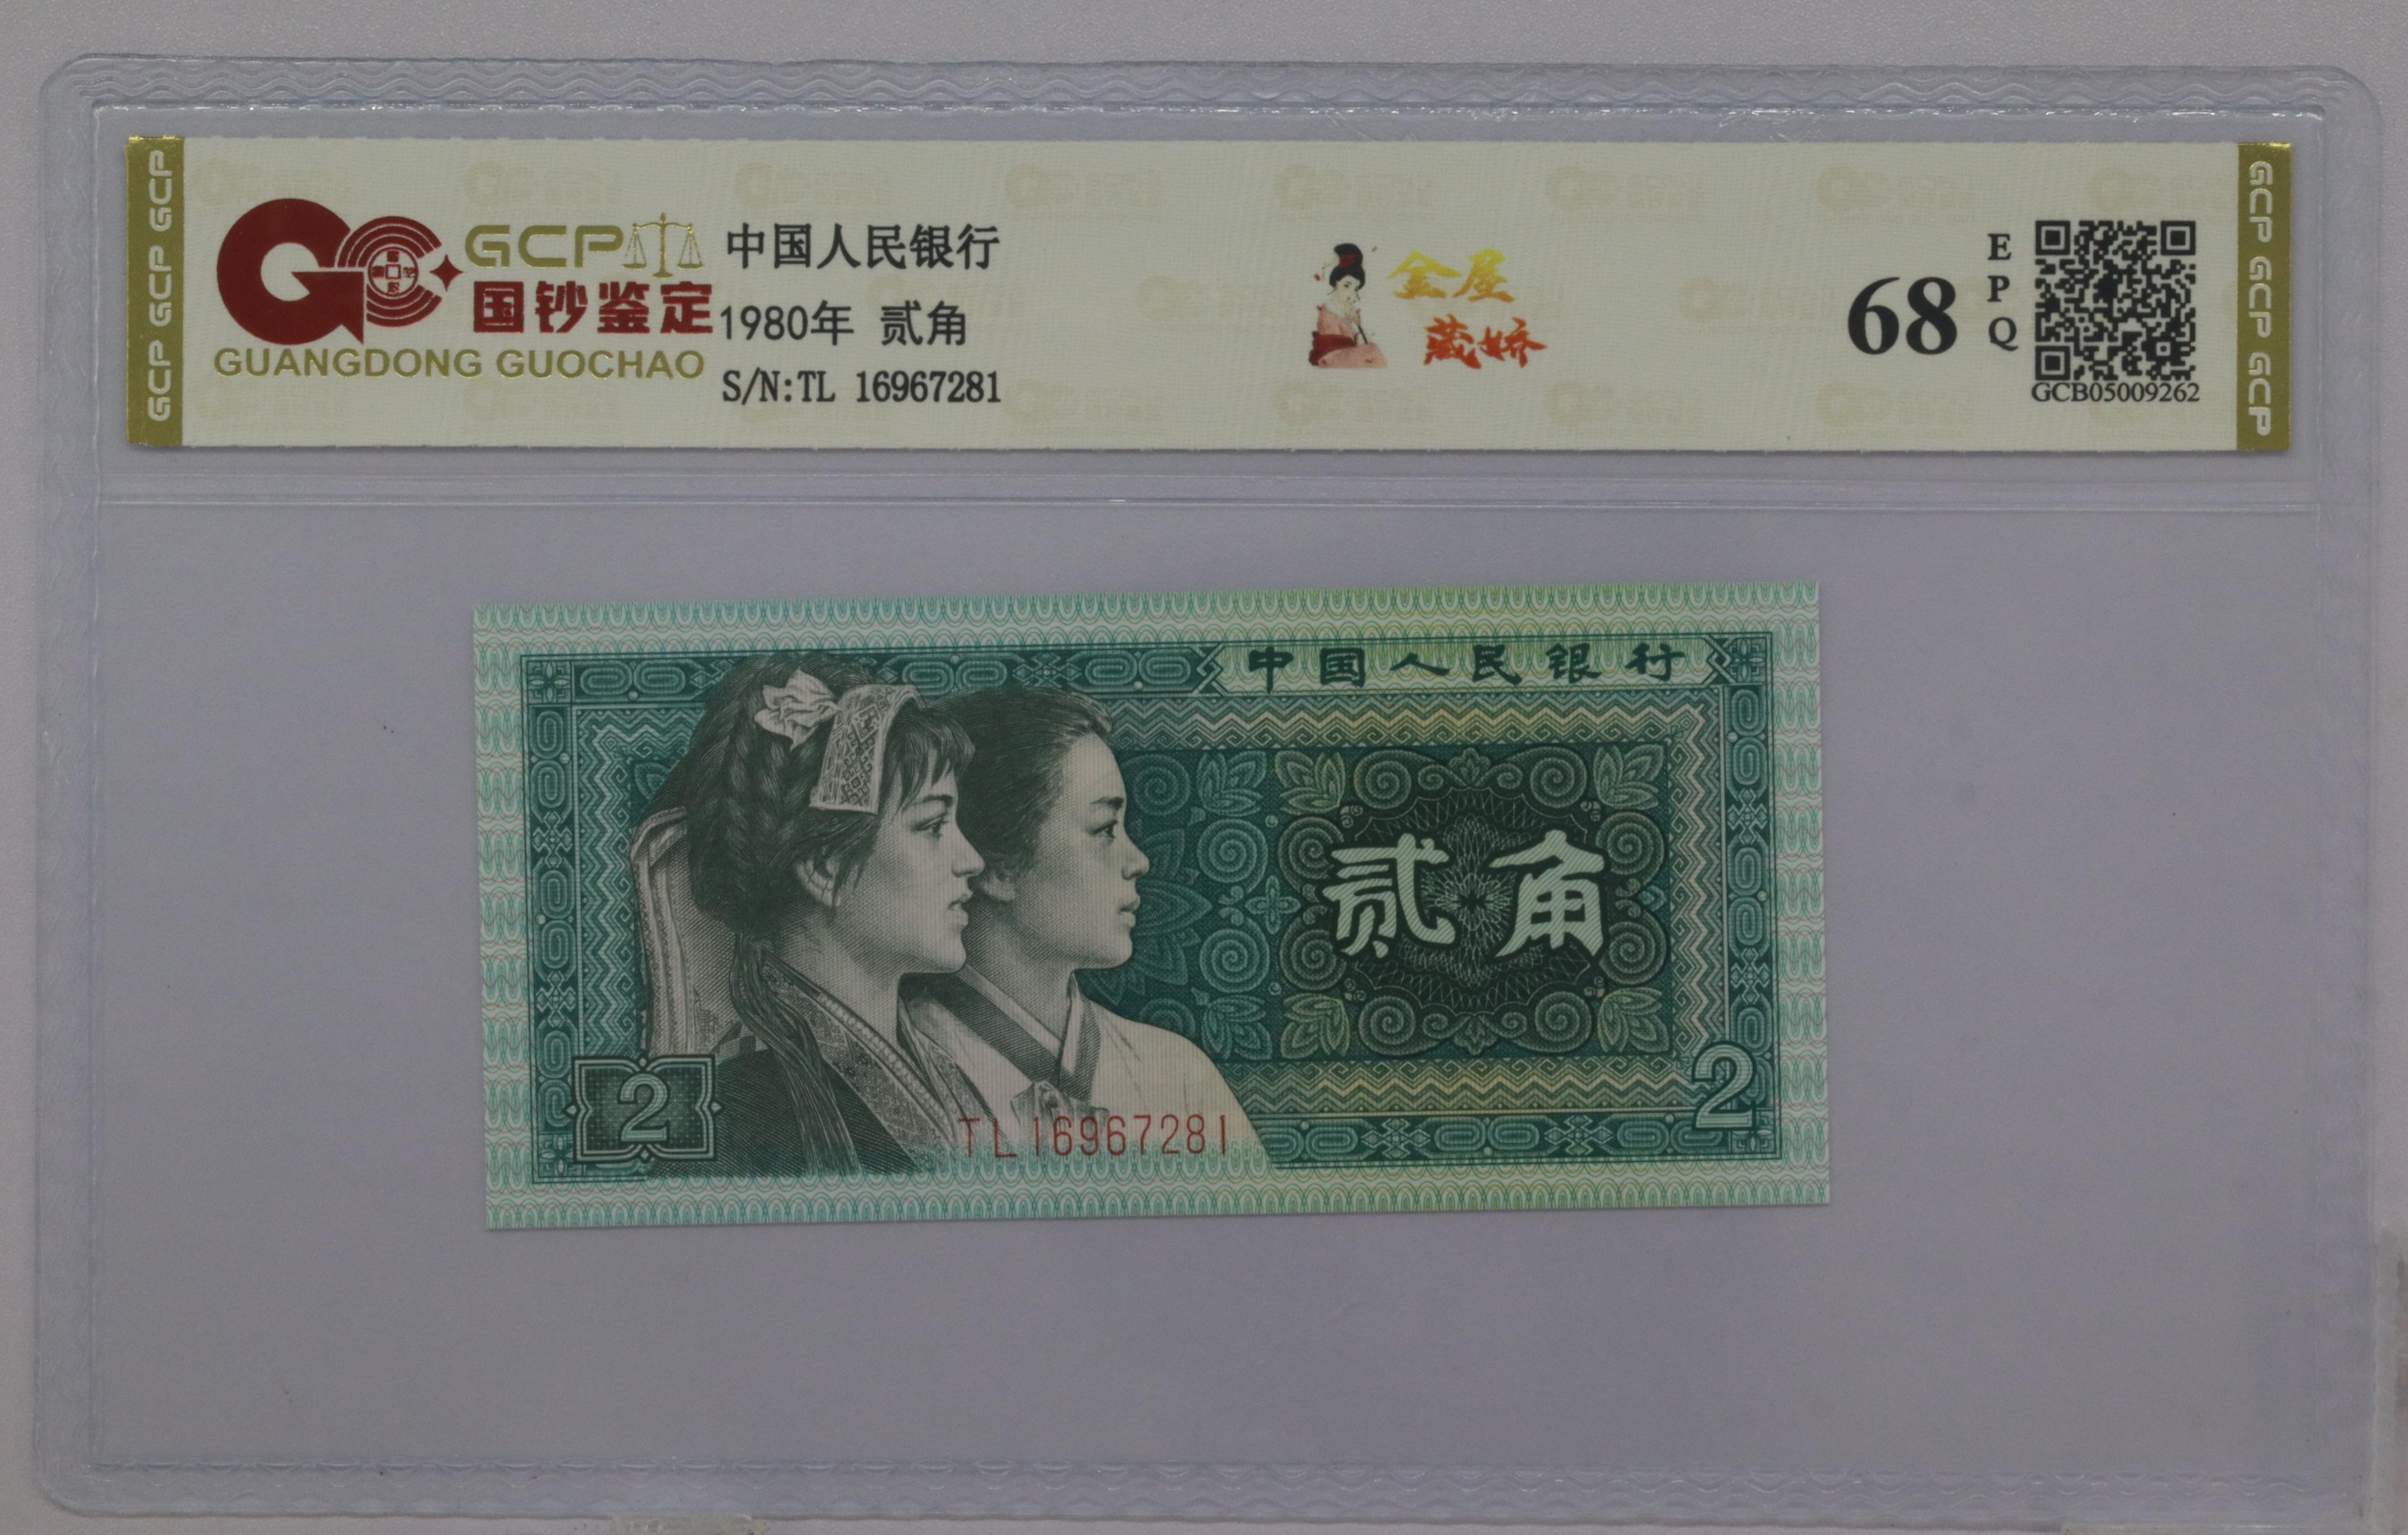 GCP GCP GCP
GCP
国钞鉴定
GUANGDONG GUOCHAO
中国人民银行
1980年 贰角
S/N:TL 16967281
金屋
藏娇
68
EPQ
GCB05009262
GCP GCP GCP
中国人民银行
贰角
2
2
TL 16967281